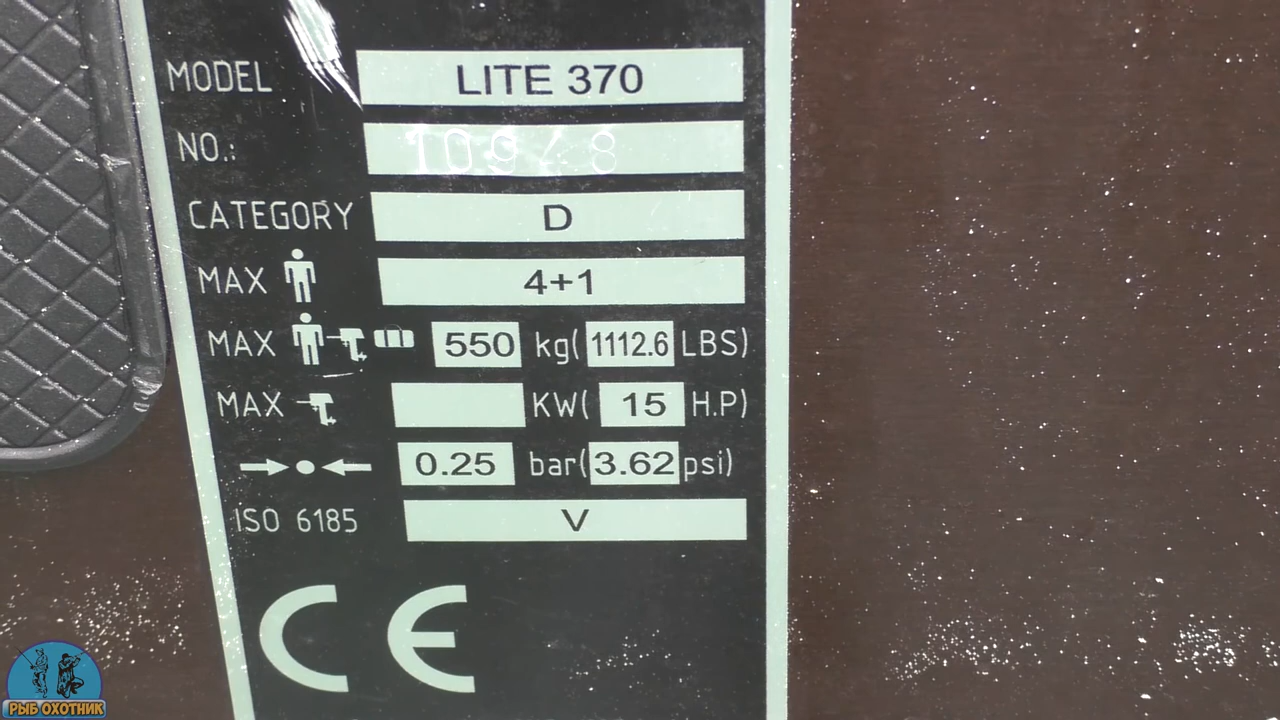 MODEL LITE 370
NO.:
CATEGORY D
MAX 4+1
MAX 550 kg(1112.6 LBS)
MAX KW( 15 H.P)
0.25 bar(3.62 psi)
ISO 6185 V
CE
РЫБ ОХОТНИК